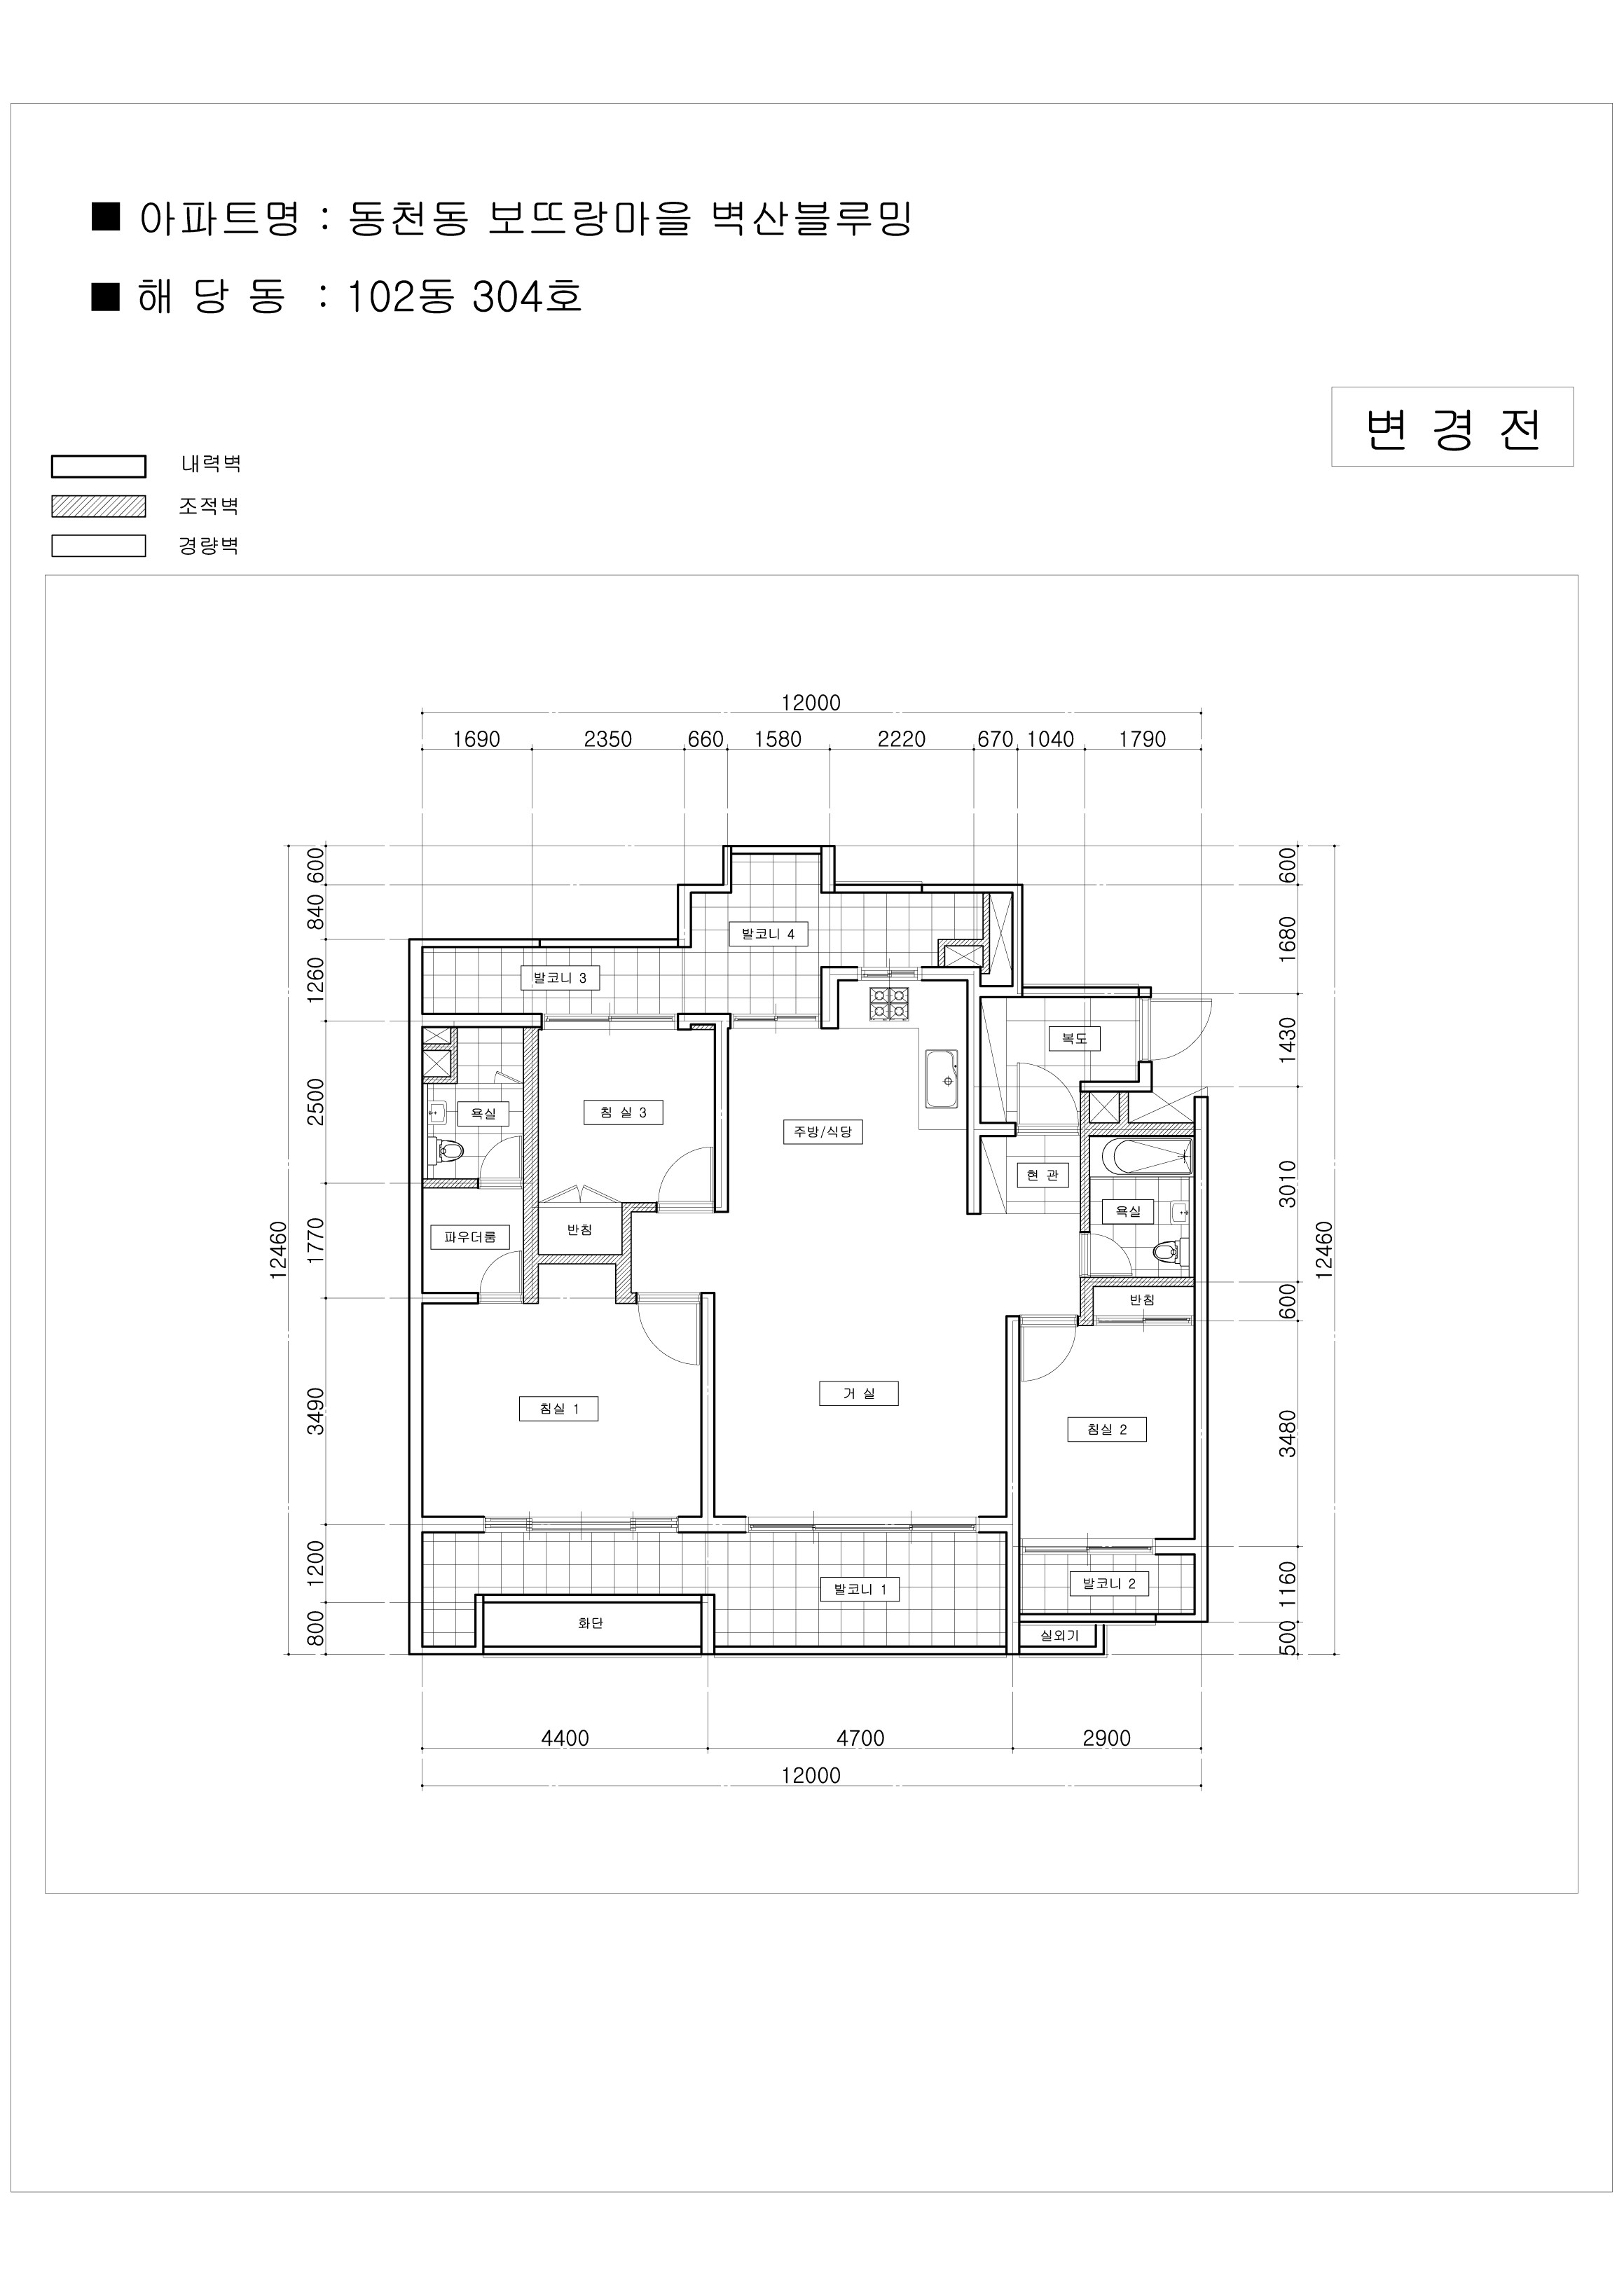 ■ 아파트명 : 동천동 보뜨랑마을 벽산블루밍
■ 해 당 동 : 102동 304호
변 경 전
내력벽
조적벽
경량벽
12000
1690 2350 660 1580 2220 670 1040 1790
600
840
1260
2500
1770
3490
1200
800
12460
600
1680
1430
3010
600
3480
1160
500
12460
발코니 4
발코니 3
복도
욕실
침 실 3
주방/식당
현 관
욕실
파우더룸
반침
반침
침실 1
거 실
침실 2
발코니 1
발코니 2
화단
실외기
4400 4700 2900
12000